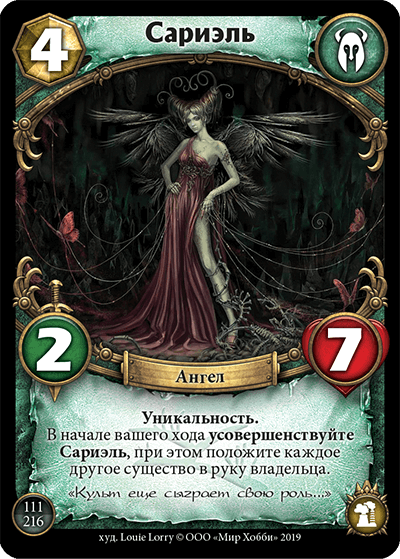 4
Сариэль
2
7
Ангел
Уникальность.
В начале вашего хода усовершенствуйте
Сариэль, при этом положите каждое
другое существо в руку владельца.
«Культ еще сыграет свою роль...»
111
216
худ. Louie Lorry © ООО «Мир Хобби» 2019